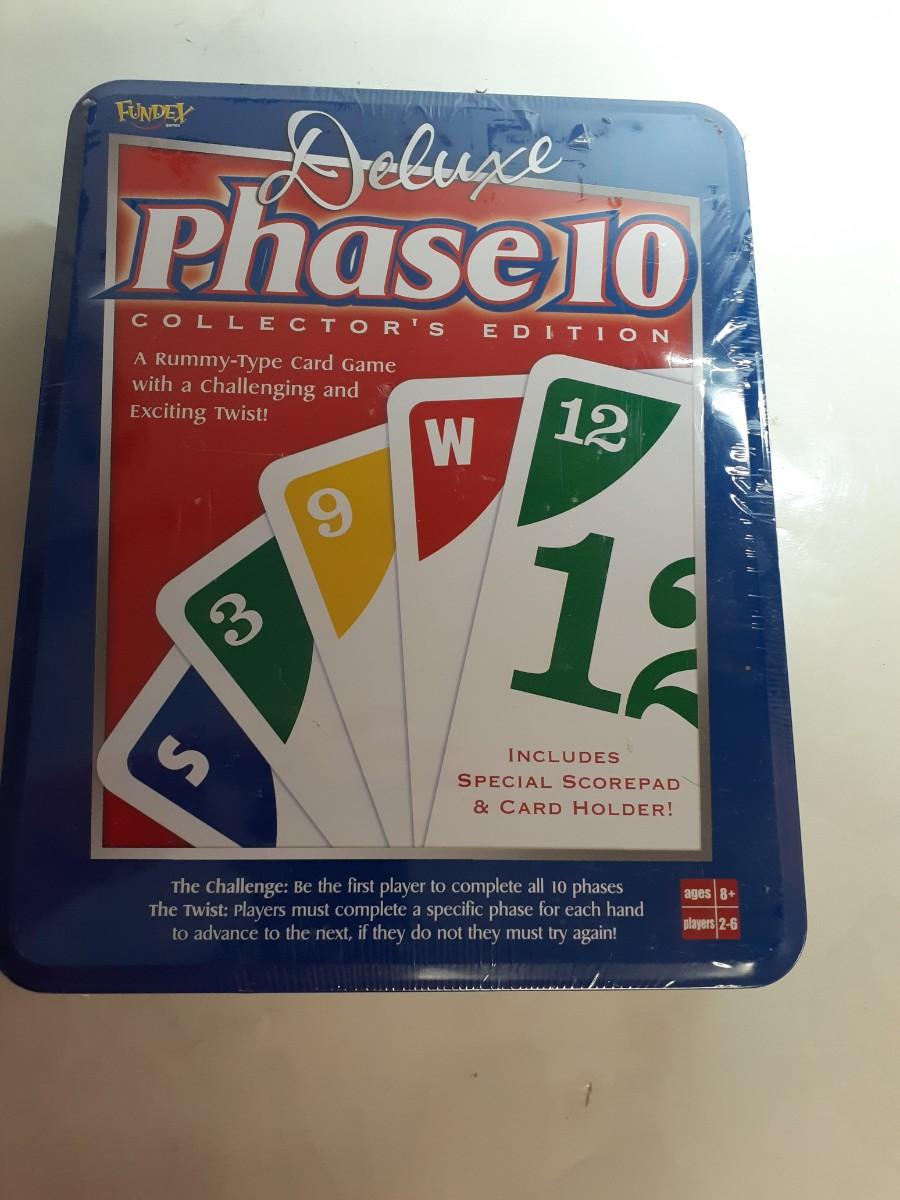 FUNDEX
games
Deluxe
Phase 10
COLLECTOR'S EDITION
A Rummy-Type Card Game
with a Challenging and
Exciting Twist!
S
3
9
W
12
12
INCLUDES
SPECIAL SCOREPAD
& CARD HOLDER!
The Challenge: Be the first player to complete all 10 phases
The Twist: Players must complete a specific phase for each hand
to advance to the next, if they do not they must try again!
ages 8+
players 2-6